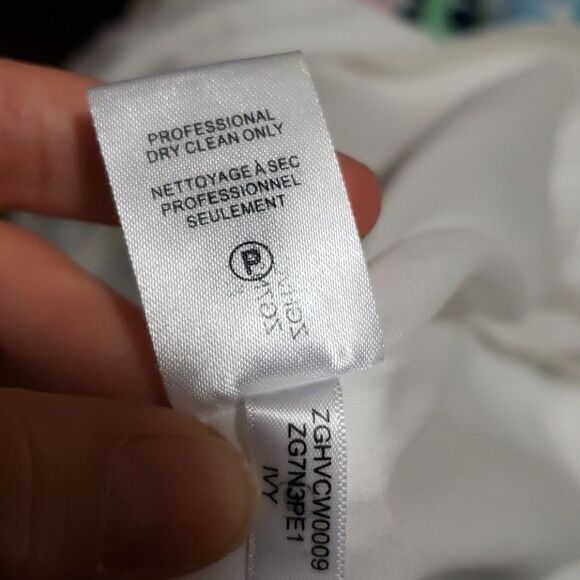 PROFESSIONAL
DRY CLEAN ONLY
NETTOYAGE À SEC
PROFESSIONNEL
SEULEMENT
P
ZGHVCW0009
ZG7N3PE1
IVY